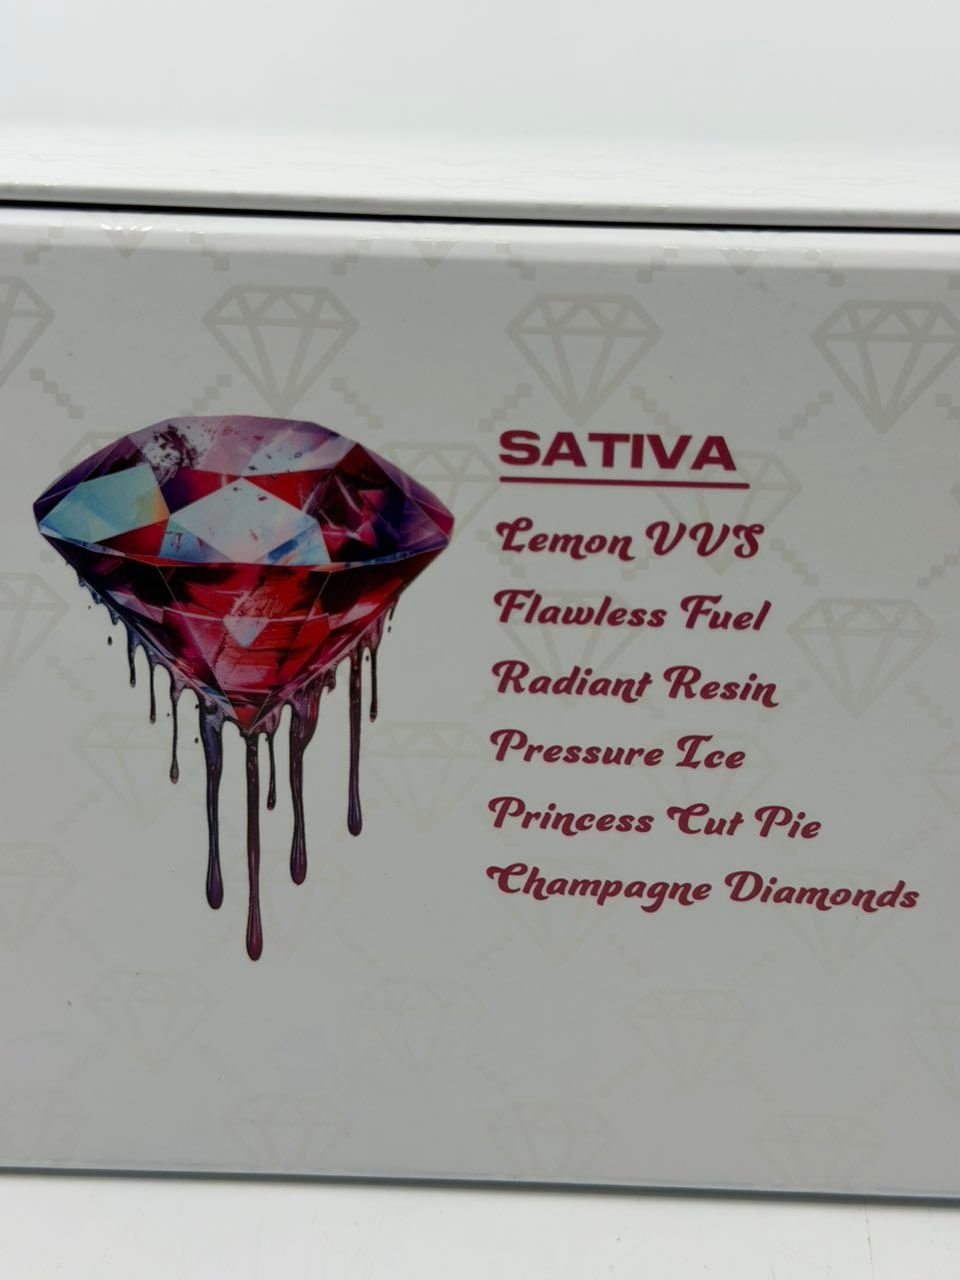 SATIVA
Lemon VVS
Flawless Fuel
Radiant Resin
Pressure Ice
Princess Cut Pie
Champagne Diamonds